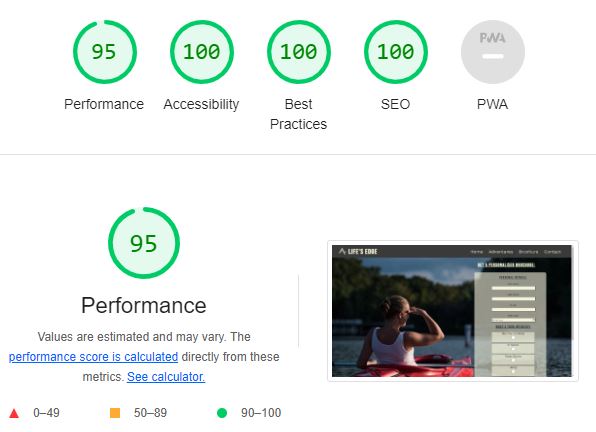 95
100
100
100
PWA
Performance
Accessibility
Best
Practices
SEO
PWA
95
Performance
Values are estimated and may vary. The
performance score is calculated directly from these
metrics. See calculator.
0–49
50–89
90–100
LIFE'S EDGE
Home Adventures Brochure Contact
GET A PERSONALISED BROCHURE:
PERSONAL DETAILS